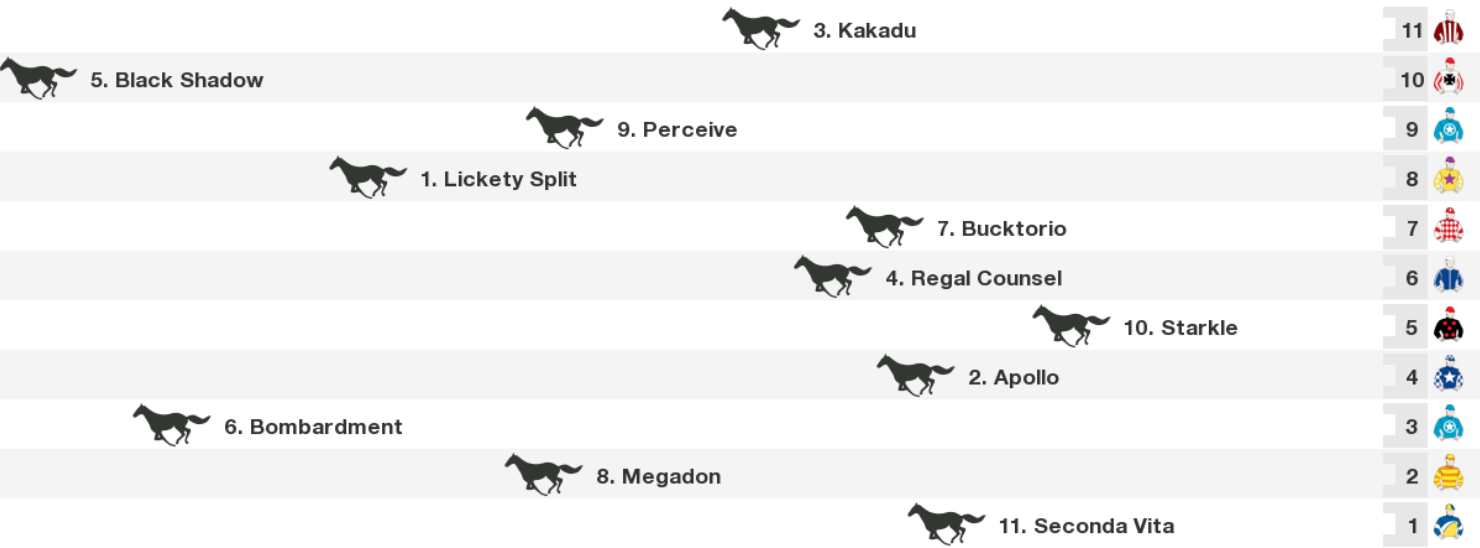 3. Kakadu 11
5. Black Shadow 10
9. Perceive 9
1. Lickety Split 8
7. Bucktorio 7
4. Regal Counsel 6
10. Starkle 5
2. Apollo 4
6. Bombardment 3
8. Megadon 2
11. Seconda Vita 1